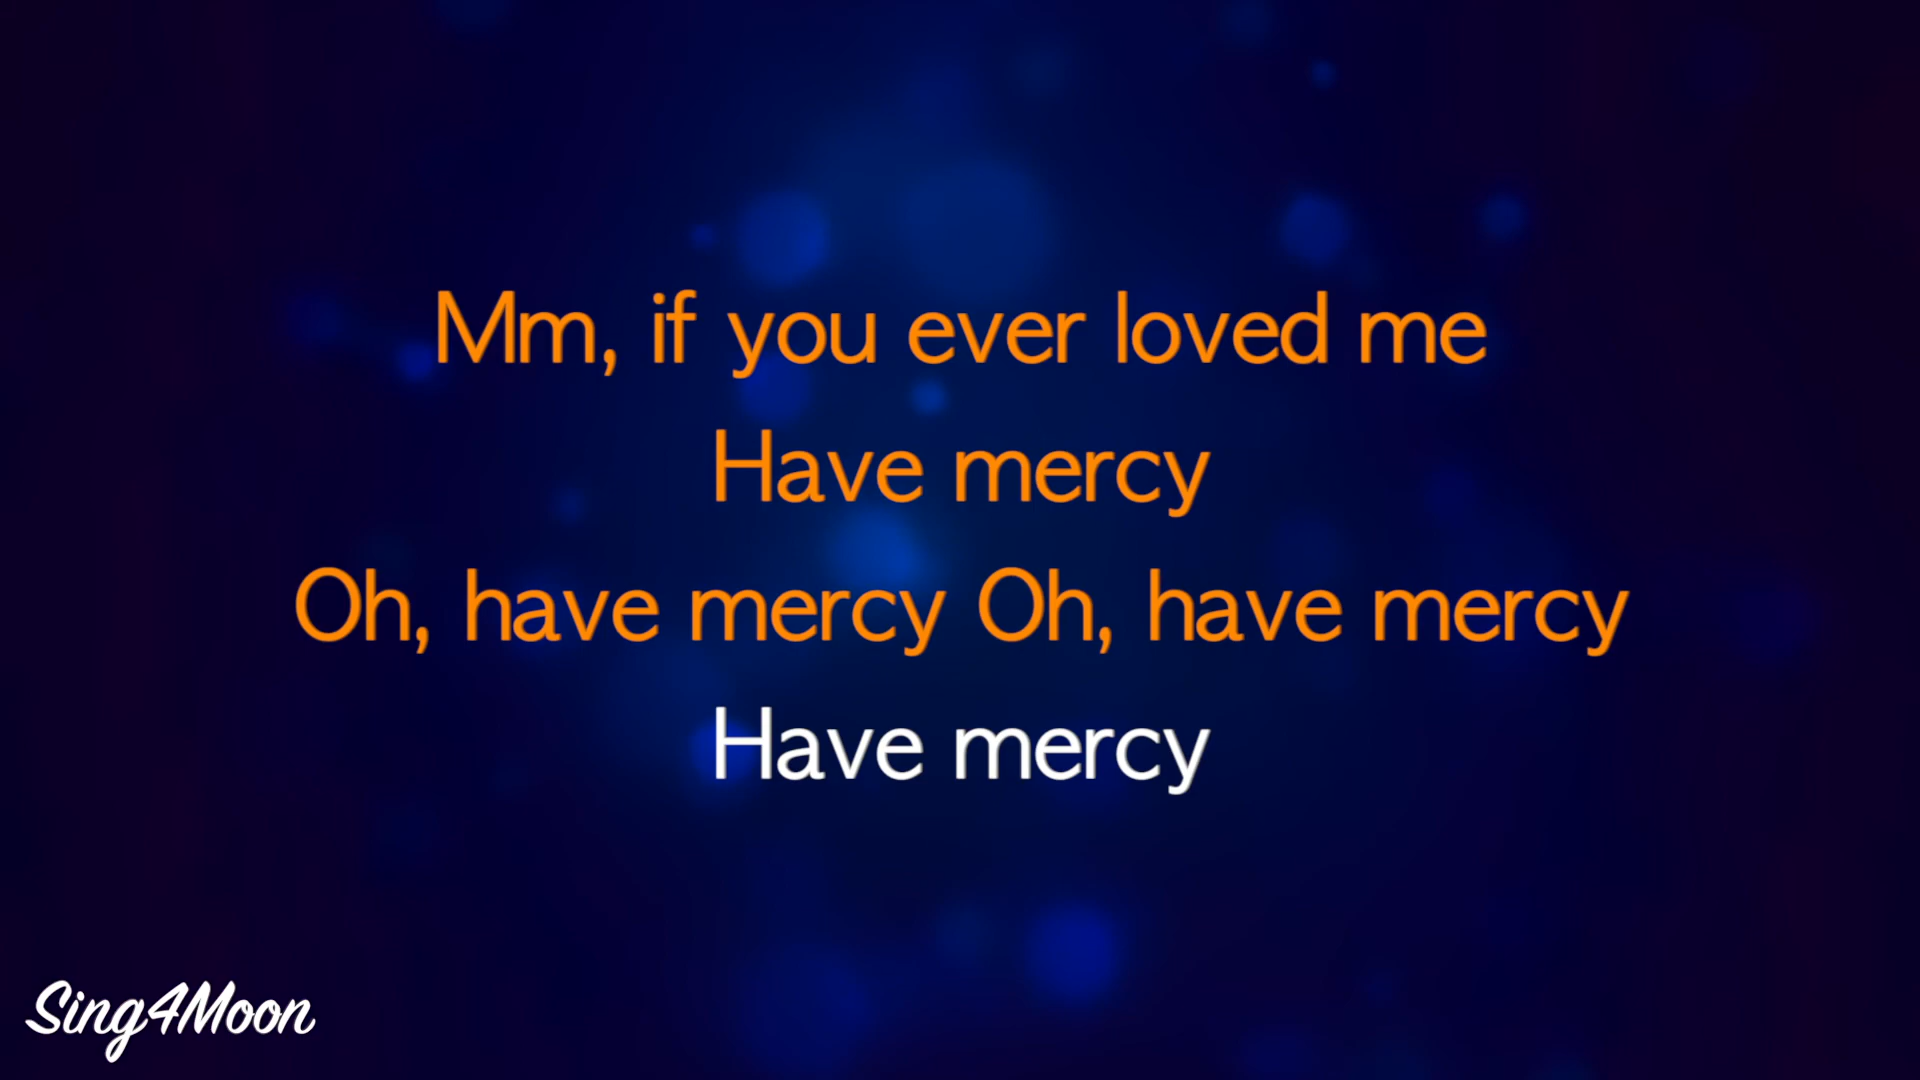 Mm, if you ever loved me
Have mercy
Oh, have mercy Oh, have mercy
Have mercy
Sing4Moon